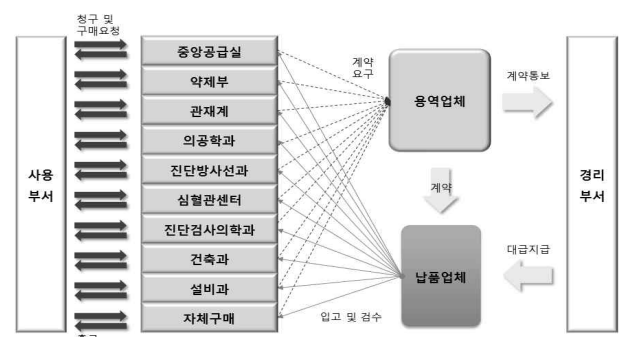 청구 및
구매요청
사용
부서
중앙공급실
약제부
관재계
의공학과
진단방사선과
심혈관센터
진단검사의학과
건축과
설비과
자체구매
계약
요구
용역업체
계약통보
계약
납품업체
대급지급
입고 및 검수
경리
부서